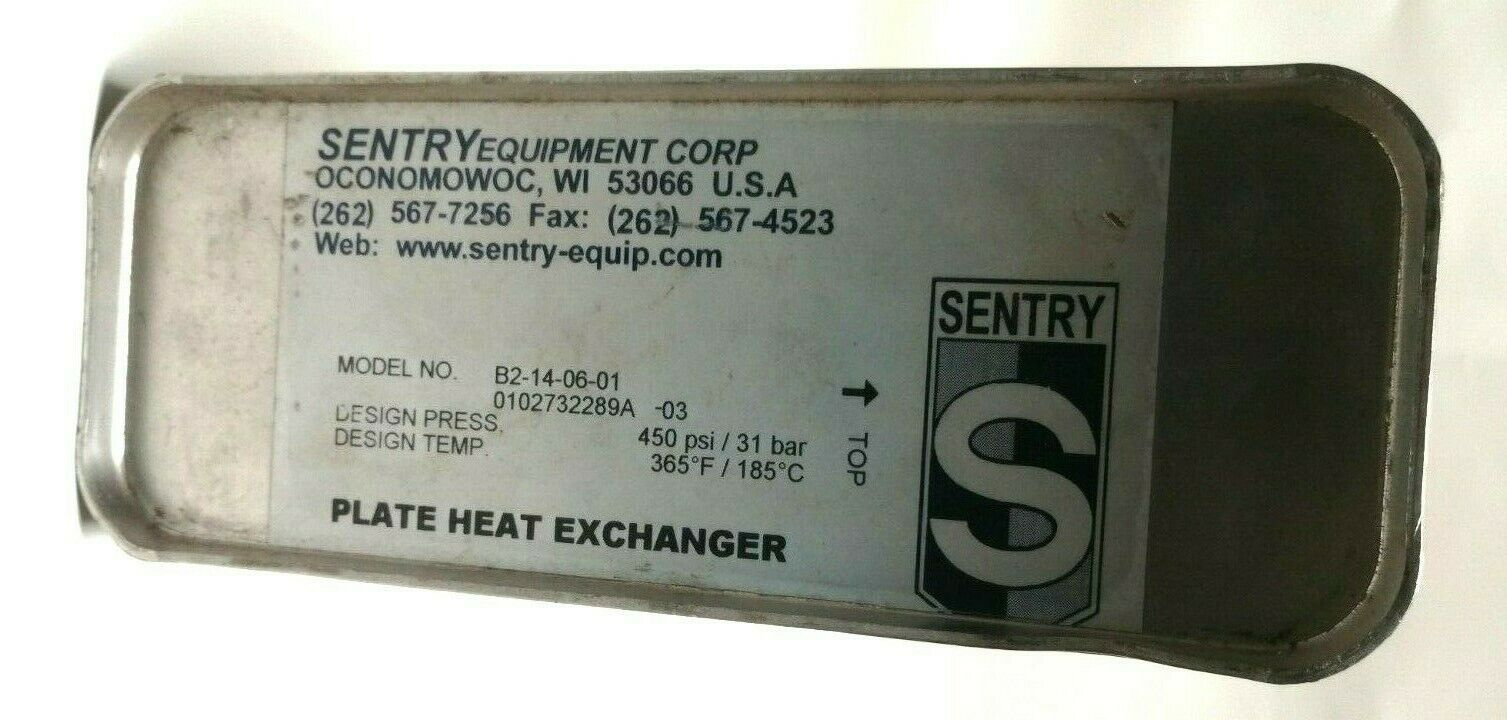 SENTRY EQUIPMENT CORP
OCONOMOWOC, WI 53066 U.S.A
(262) 567-7256 Fax: (262) 567-4523
Web: www.sentry-equip.com
MODEL NO. B2-14-06-01
0102732289A -03
DESIGN PRESS. 450 psi / 31 bar
DESIGN TEMP. 365°F / 185°C
PLATE HEAT EXCHANGER
↑ TOP
SENTRY
S